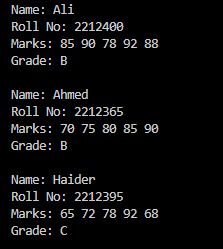 Name: Ali
Roll No: 2212400
Marks: 85 90 78 92 88
Grade: B
Name: Ahmed
Roll No: 2212365
Marks: 70 75 80 85 90
Grade: B
Name: Haider
Roll No: 2212395
Marks: 65 72 78 92 68
Grade: C